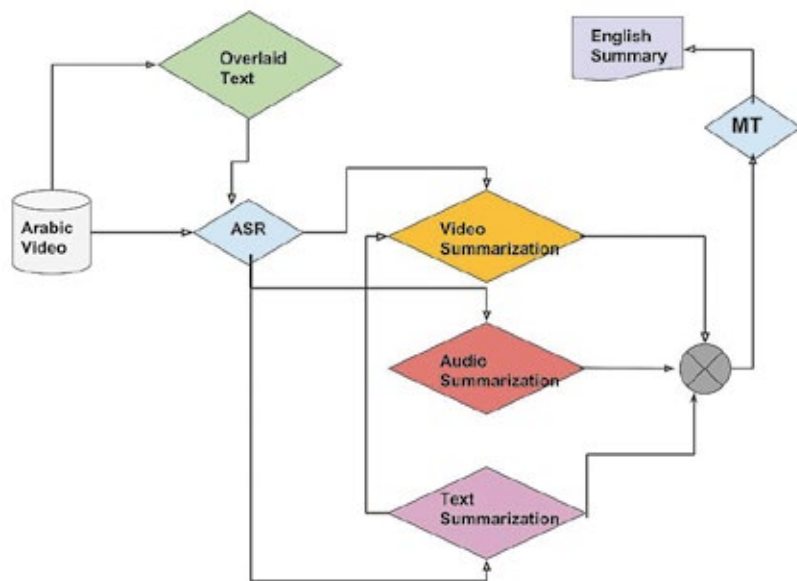 Overlaid
Text
English
Summary
MT
Arabic
Video
ASR
Video
Summarization
Audio
Summarization
Text
Summarization